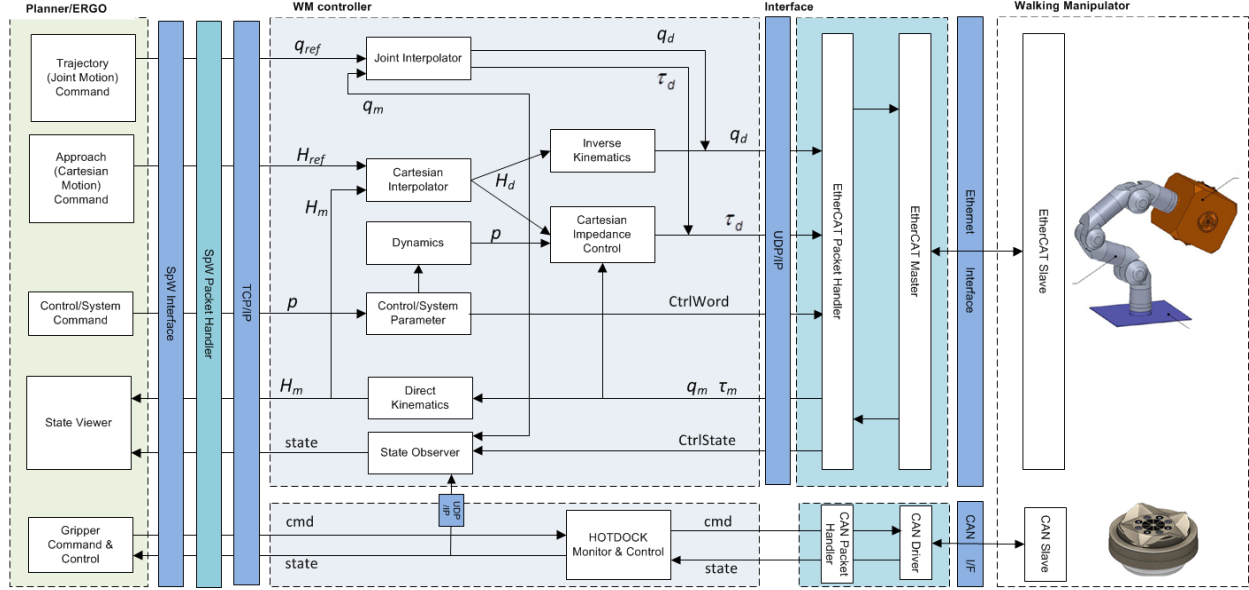 Planner/ERGO
WM controller
Interface
Walking Manipulator
Trajectory
(Joint Motion)
Command
Approach
(Cartesian
Motion)
Command
Control/System
Command
State Viewer
Gripper
Command &
Control
SpW Interface
SpW Packet Handler
TCP/IP
q_ref
Joint Interpolator
q_d
τ_d
q_m
H_ref
Cartesian
Interpolator
H_d
H_m
Inverse
Kinematics
q_d
Dynamics
p
Cartesian
Impedance
Control
τ_d
p
Control/System
Parameter
CtrlWord
H_m
Direct
Kinematics
q_m τ_m
state
State Observer
CtrlState
UDP
/IP
cmd
state
HOTDOCK
Monitor & Control
cmd
state
UDP/IP
EtherCAT Packet Handler
EtherCAT Master
Ethernet
Interface
EtherCAT Slave
CAN Packet
Handler
CAN Driver
CAN
I/F
CAN Slave